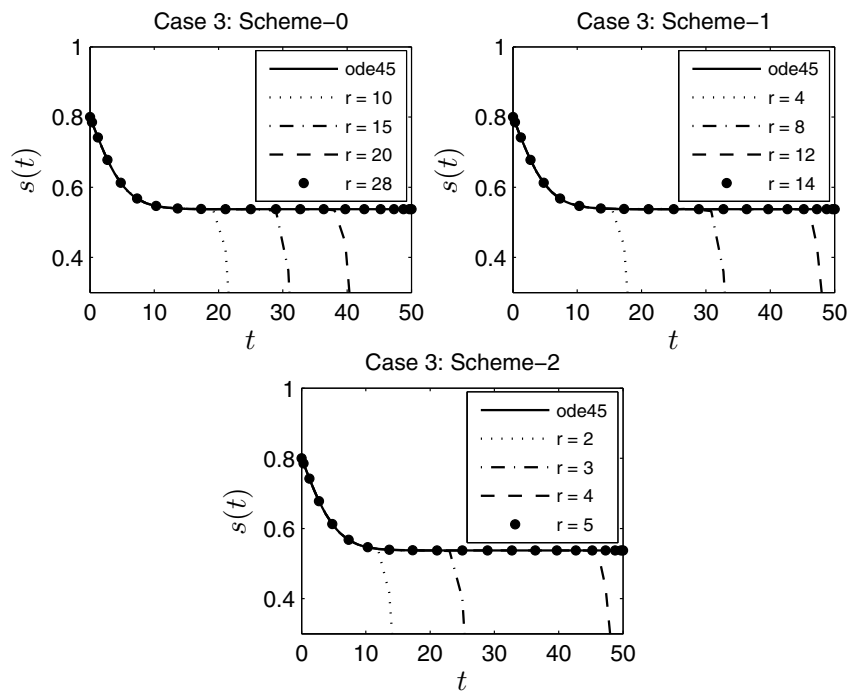 Case 3: Scheme−0
1
0.8
0.6
0.4
s(t)
0
10
20
30
40
50
t
ode45
r = 10
r = 15
r = 20
r = 28
Case 3: Scheme−1
1
0.8
0.6
0.4
s(t)
0
10
20
30
40
50
t
ode45
r = 4
r = 8
r = 12
r = 14
Case 3: Scheme−2
1
0.8
0.6
0.4
s(t)
0
10
20
30
40
50
t
ode45
r = 2
r = 3
r = 4
r = 5